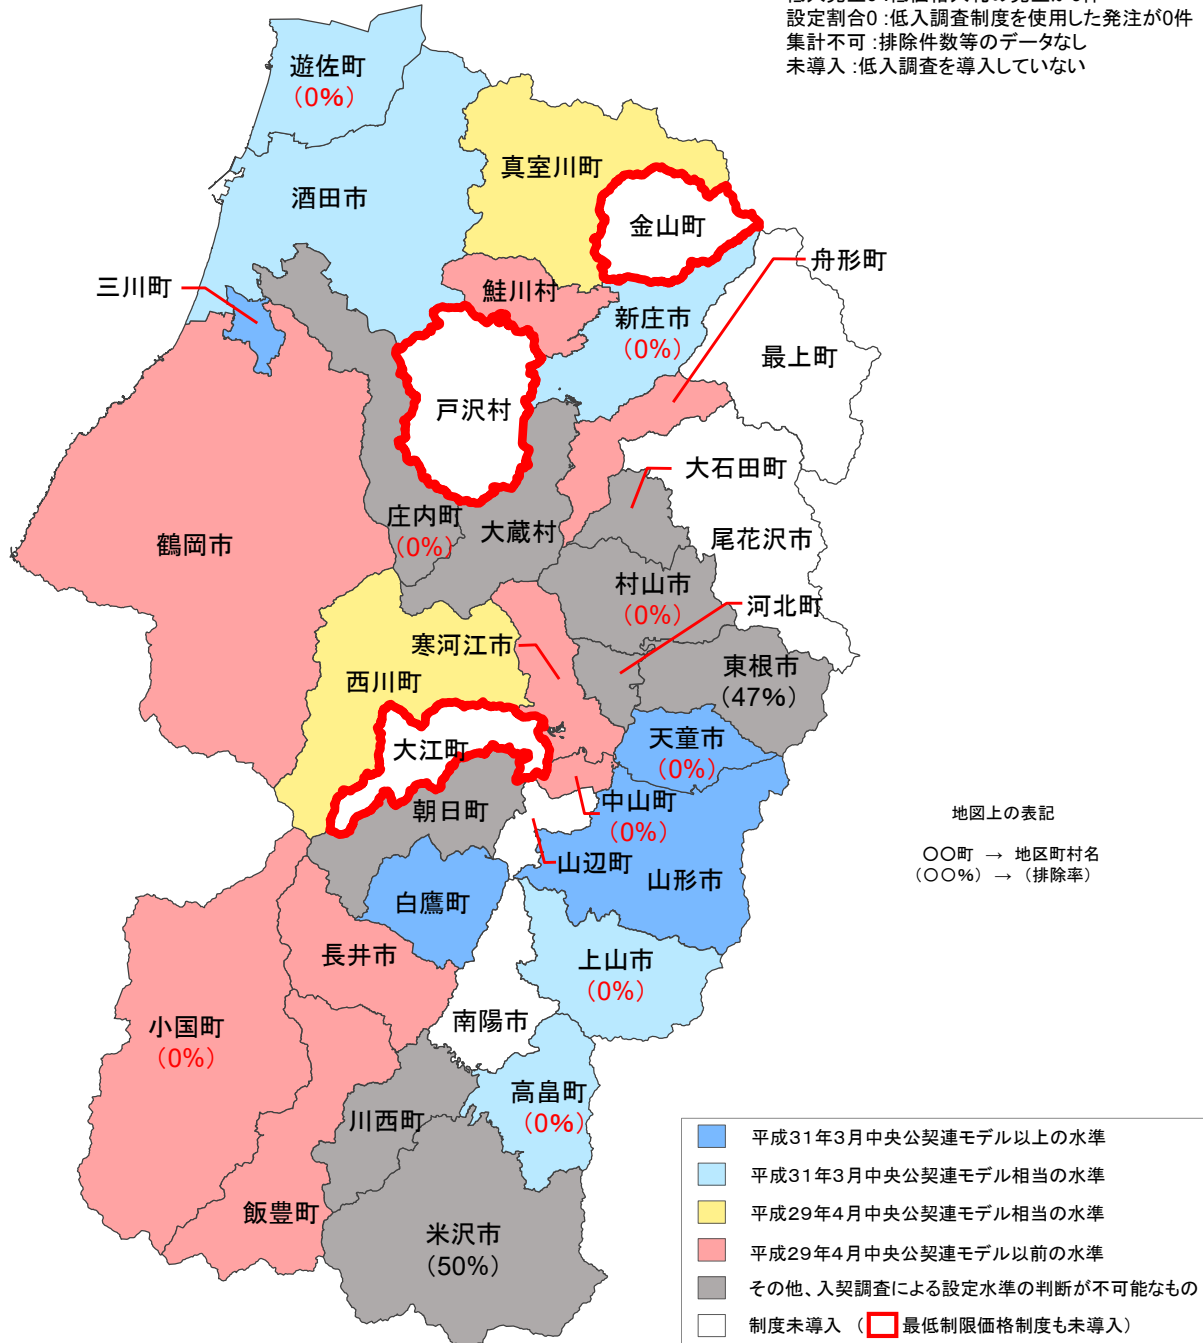 設定割合0:低入調査制度を使用した発注が0件
集計不可:排除件数等のデータなし
未導入:低入調査を導入していない
遊佐町
(0%)
真室川町
酒田市
金山町
舟形町
三川町
鮭川村
新庄市
(0%)
最上町
戸沢村
大石田町
庄内町
(0%)
大蔵村
尾花沢市
鶴岡市
村山市
(0%)
河北町
寒河江市
東根市
(47%)
西川町
天童市
(0%)
大江町
朝日町
中山町
(0%)
山辺町
山形市
地図上の表記
〇〇町 → 地区町村名
(〇〇%) → (排除率)
白鷹町
長井市
上山市
(0%)
南陽市
小国町
(0%)
高畠町
(0%)
川西町
飯豊町
米沢市
(50%)
平成31年3月中央公契連モデル以上の水準
平成31年3月中央公契連モデル相当の水準
平成29年4月中央公契連モデル相当の水準
平成29年4月中央公契連モデル以前の水準
その他、入契調査による設定水準の判断が不可能なもの
制度未導入 ( 最低制限価格制度も未導入)